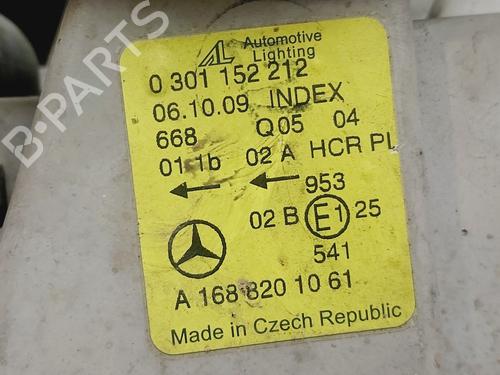 AL Automotive
Lighting
0 301 152 212
06.10.09 INDEX
668 Q05 04
01 1b 02 A HCR PL
953
02 B E1 25
541
A 168 820 10 61
Made in Czech Republic
B-Parts